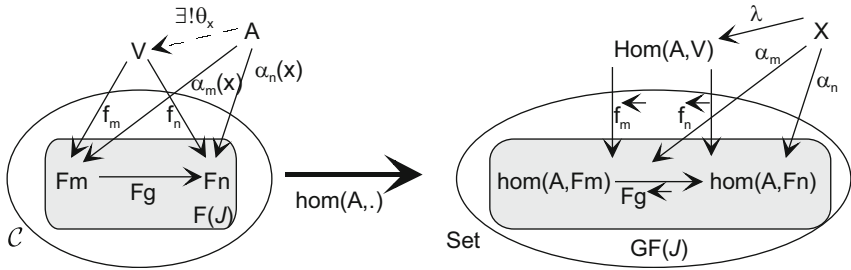 ∃!θx
A
V
αm(x)
αn(x)
fm
fn
Fm
Fg
Fn
F(J)
C
hom(A,.)
λ
X
Hom(A,V)
αm
αn
fm
fn
hom(A,Fm)
Fg
hom(A,Fn)
Set
GF(J)